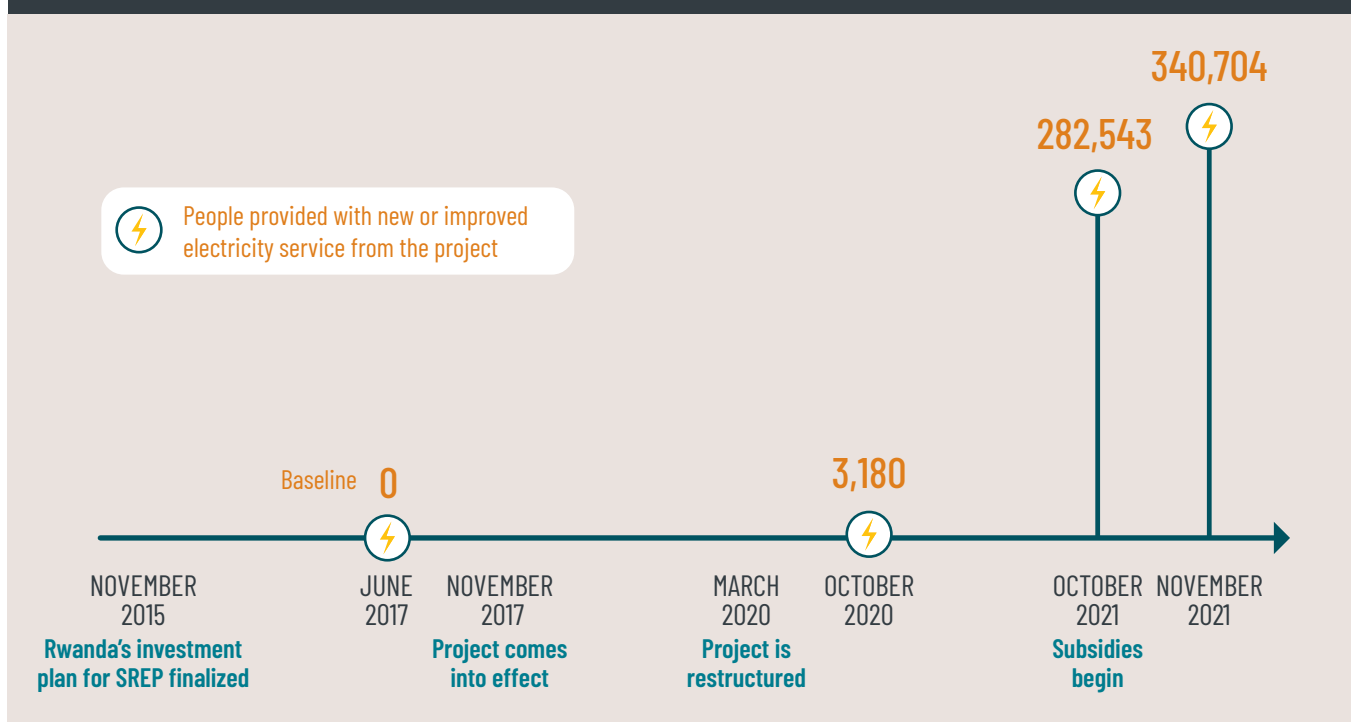 340,704
282,543
People provided with new or improved
electricity service from the project
Baseline 0
3,180
NOVEMBER
2015
Rwanda's investment
plan for SREP finalized
JUNE
2017
NOVEMBER
2017
Project comes
into effect
MARCH
2020
Project is
restructured
OCTOBER
2020
OCTOBER
2021
Subsidies
begin
NOVEMBER
2021